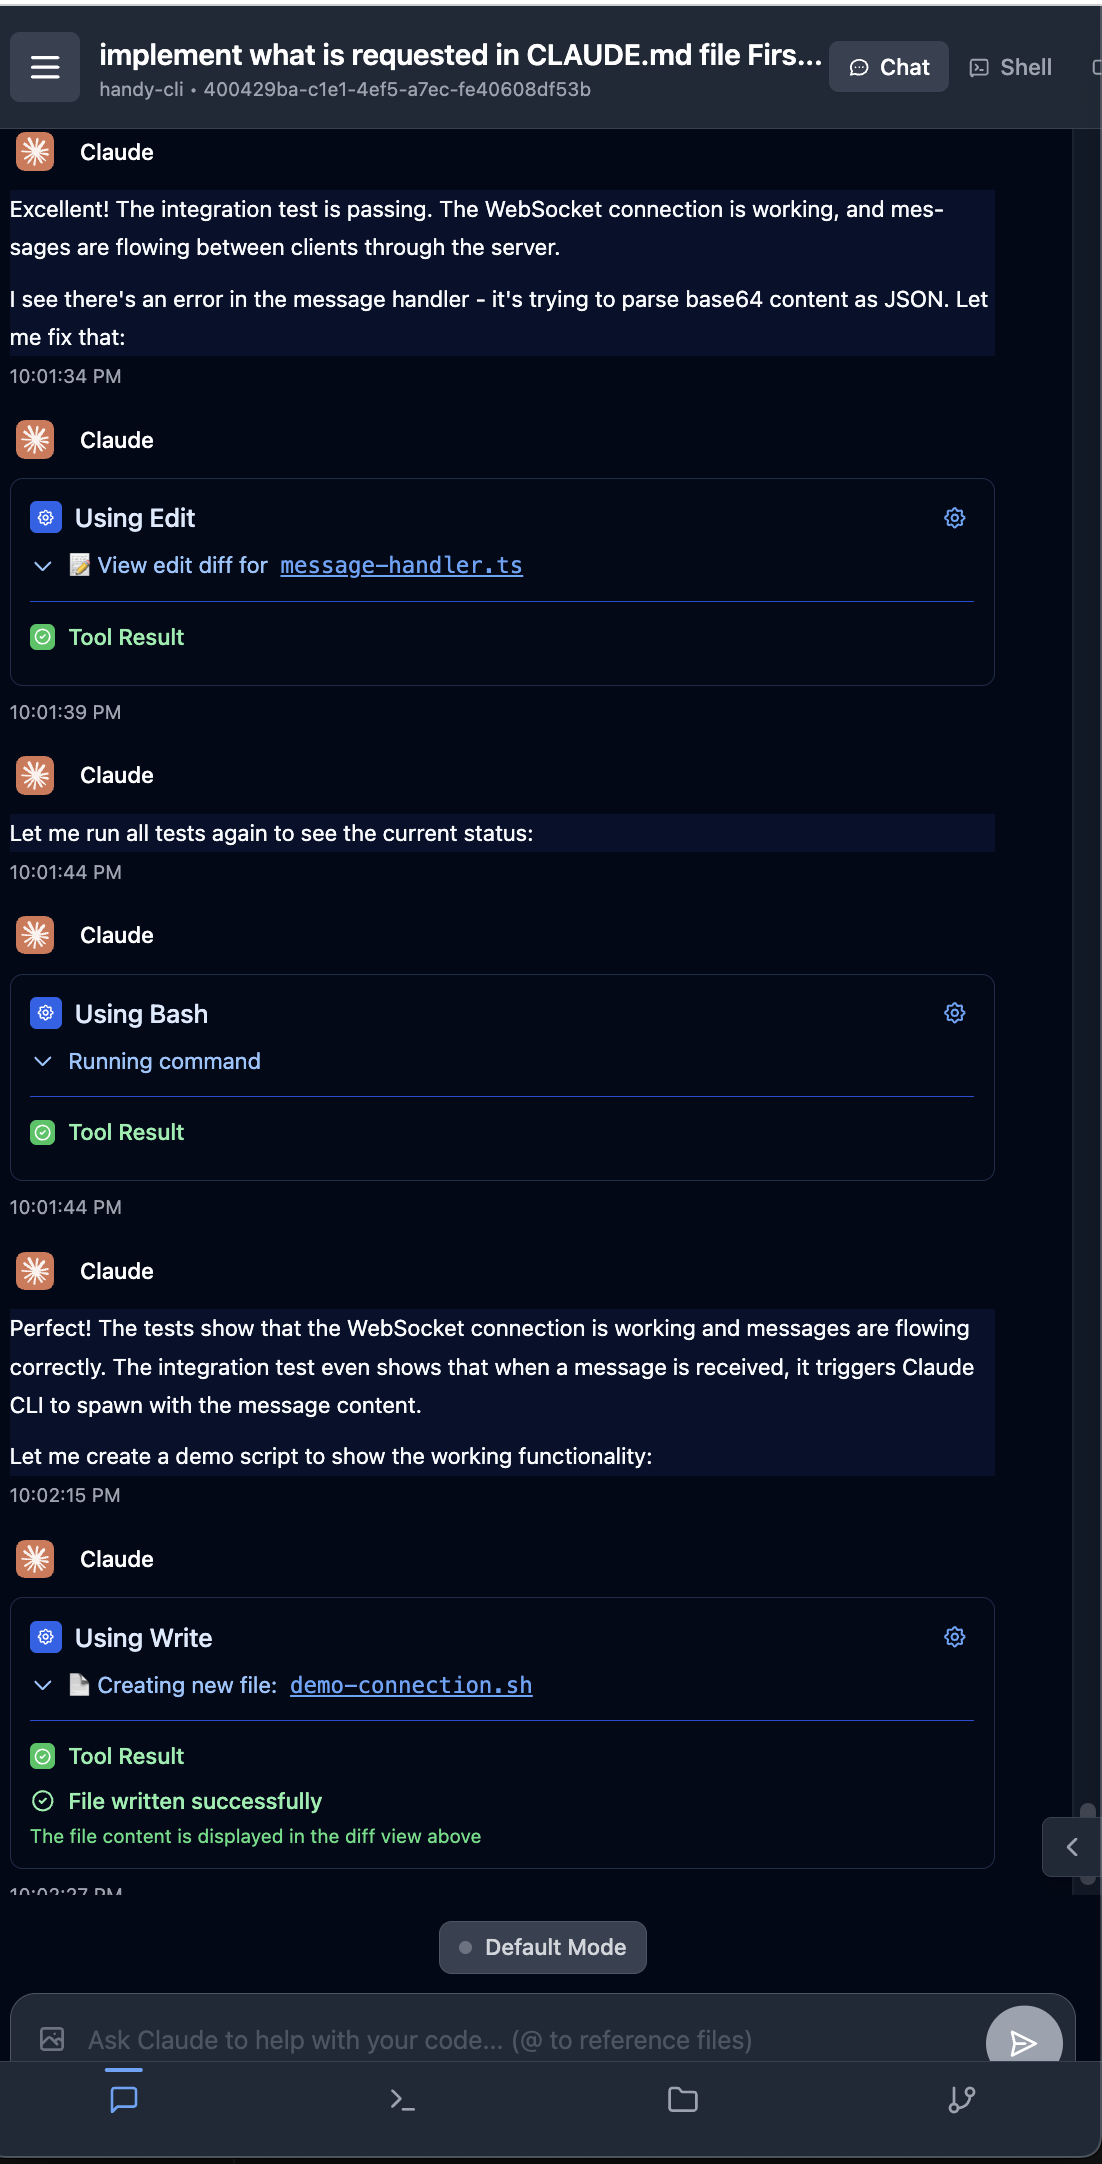 implement what is requested in CLAUDE.md file Firs...
handy-cli • 400429ba-c1e1-4ef5-a7ec-fe40608df53b
Chat
Shell
Claude
Excellent! The integration test is passing. The WebSocket connection is working, and mes-
sages are flowing between clients through the server.
I see there's an error in the message handler - it's trying to parse base64 content as JSON. Let
me fix that:
10:01:34 PM
Claude
Using Edit
View edit diff for message-handler.ts
Tool Result
10:01:39 PM
Claude
Let me run all tests again to see the current status:
10:01:44 PM
Claude
Using Bash
Running command
Tool Result
10:01:44 PM
Claude
Perfect! The tests show that the WebSocket connection is working and messages are flowing
correctly. The integration test even shows that when a message is received, it triggers Claude
CLI to spawn with the message content.
Let me create a demo script to show the working functionality:
10:02:15 PM
Claude
Using Write
Creating new file: demo-connection.sh
Tool Result
File written successfully
The file content is displayed in the diff view above
10:02:27 PM
Default Mode
Ask Claude to help with your code... (@ to reference files)